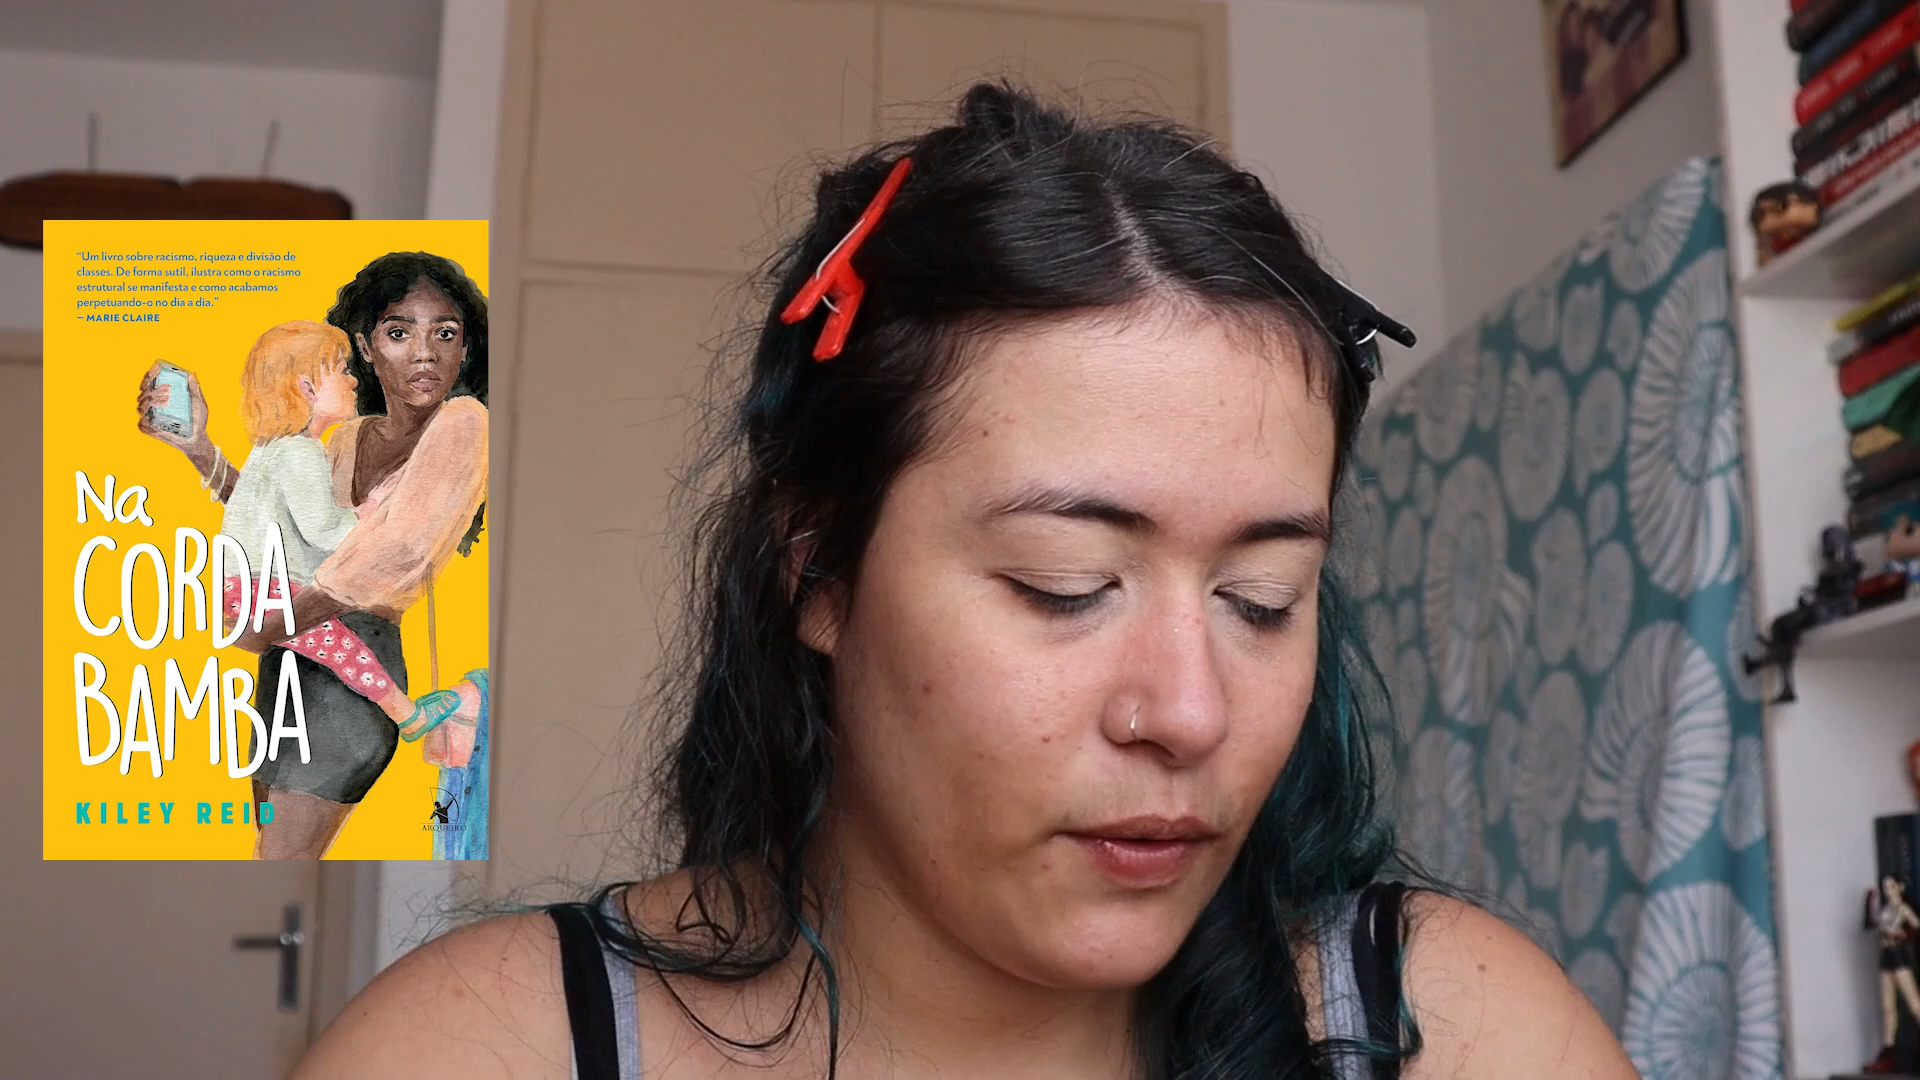 “Um livro sobre racismo, riqueza e divisão de
classes. De forma sutil, ilustra como o racismo
estrutural se manifesta e como acabamos
perpetuando-o no dia a dia.”
– MARIE CLAIRE
Na
CORDA
BAMBA
KILEY REID
ARQUEIRO